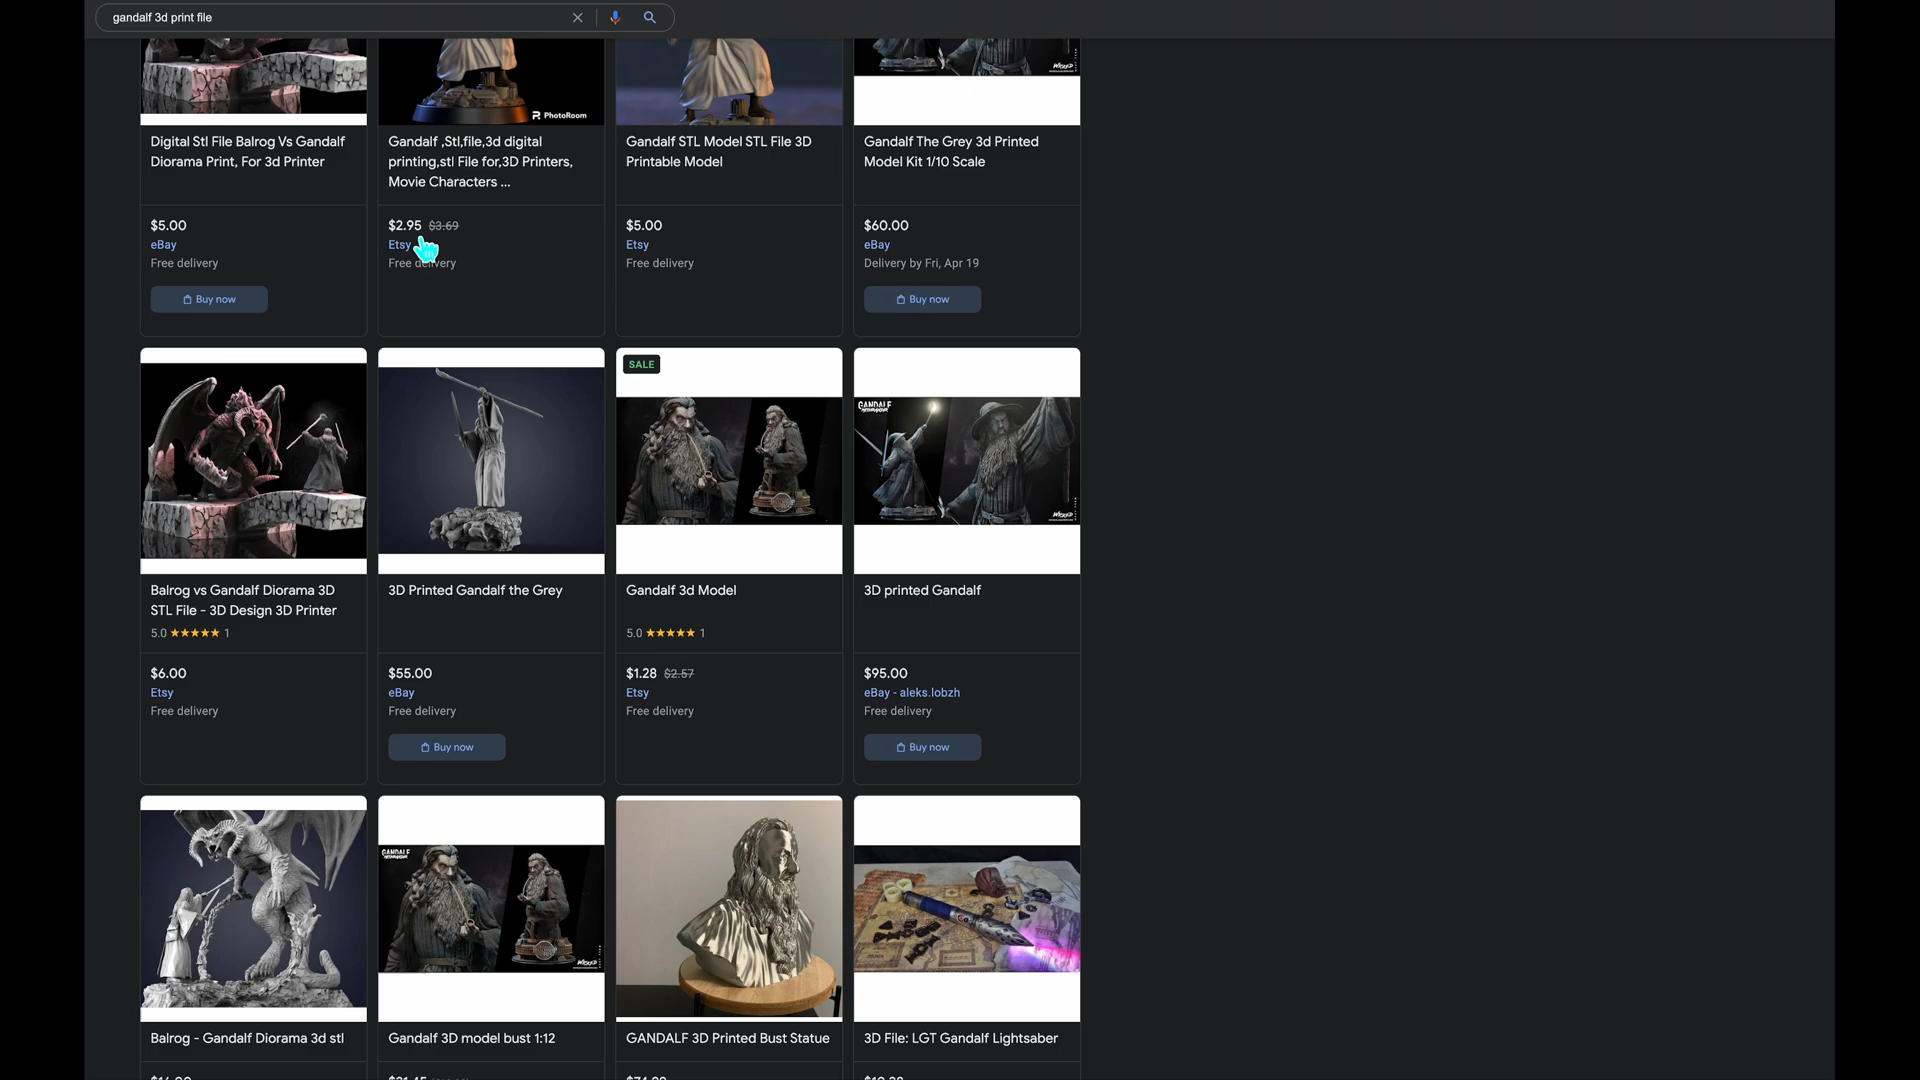 gandalf 3d print file
PhotoRoom
WICKED
Digital Stl File Balrog Vs Gandalf
Diorama Print, For 3d Printer
$5.00
eBay
Free delivery
Buy now
Gandalf ,Stl,file,3d digital
printing,stl File for,3D Printers,
Movie Characters ...
$2.95 $3.69
Etsy
Free delivery
Gandalf STL Model STL File 3D
Printable Model
$5.00
Etsy
Free delivery
Gandalf The Grey 3d Printed
Model Kit 1/10 Scale
$60.00
eBay
Delivery by Fri, Apr 19
Buy now
Balrog vs Gandalf Diorama 3D
STL File - 3D Design 3D Printer
5.0 ★★★★★ 1
$6.00
Etsy
Free delivery
3D Printed Gandalf the Grey
$55.00
eBay
Free delivery
Buy now
SALE
Gandalf 3d Model
5.0 ★★★★★ 1
$1.28 $2.57
Etsy
Free delivery
GANDALF
WICKED
3D printed Gandalf
$95.00
eBay - aleks.lobzh
Free delivery
Buy now
Balrog - Gandalf Diorama 3d stl
GANDALF
WICKED
Gandalf 3D model bust 1:12
GANDALF 3D Printed Bust Statue
3D File: LGT Gandalf Lightsaber